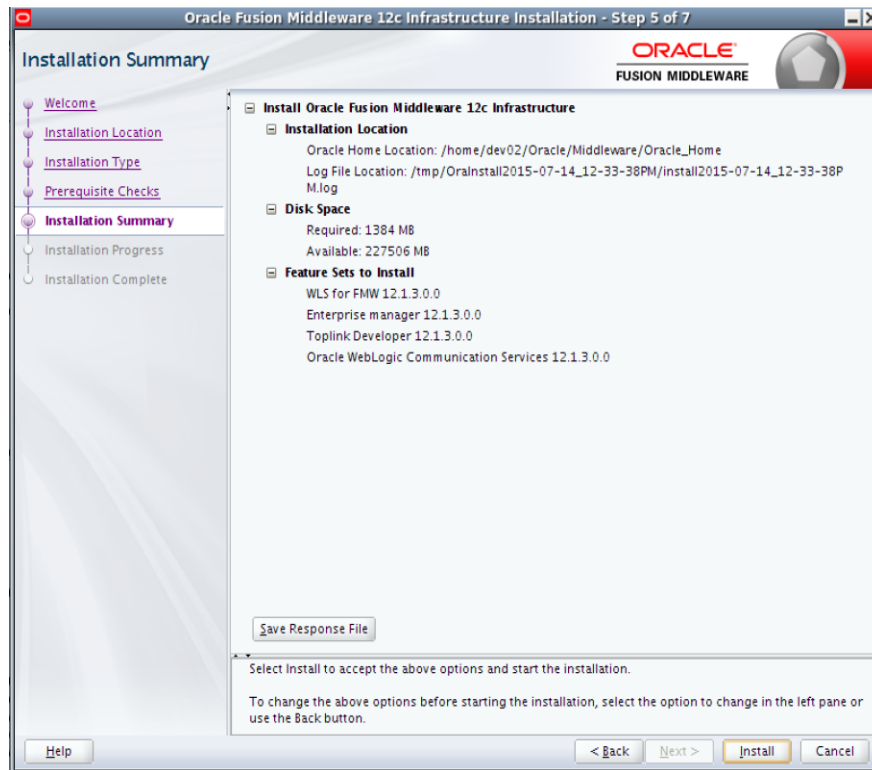 Oracle Fusion Middleware 12c Infrastructure Installation - Step 5 of 7
Installation Summary
ORACLE
FUSION MIDDLEWARE
Welcome
Installation Location
Installation Type
Prerequisite Checks
Installation Summary
Installation Progress
Installation Complete
Install Oracle Fusion Middleware 12c Infrastructure
Installation Location
Oracle Home Location: /home/dev02/Oracle/Middleware/Oracle_Home
Log File Location: /tmp/OraInstall2015-07-14_12-33-38PM/install2015-07-14_12-33-38P
M.log
Disk Space
Required: 1384 MB
Available: 227506 MB
Feature Sets to Install
WLS for FMW 12.1.3.0.0
Enterprise manager 12.1.3.0.0
Toplink Developer 12.1.3.0.0
Oracle WebLogic Communication Services 12.1.3.0.0
Save Response File
Select Install to accept the above options and start the installation.
To change the above options before starting the installation, select the option to change in the left pane or
use the Back button.
Help
< Back
Next >
Install
Cancel